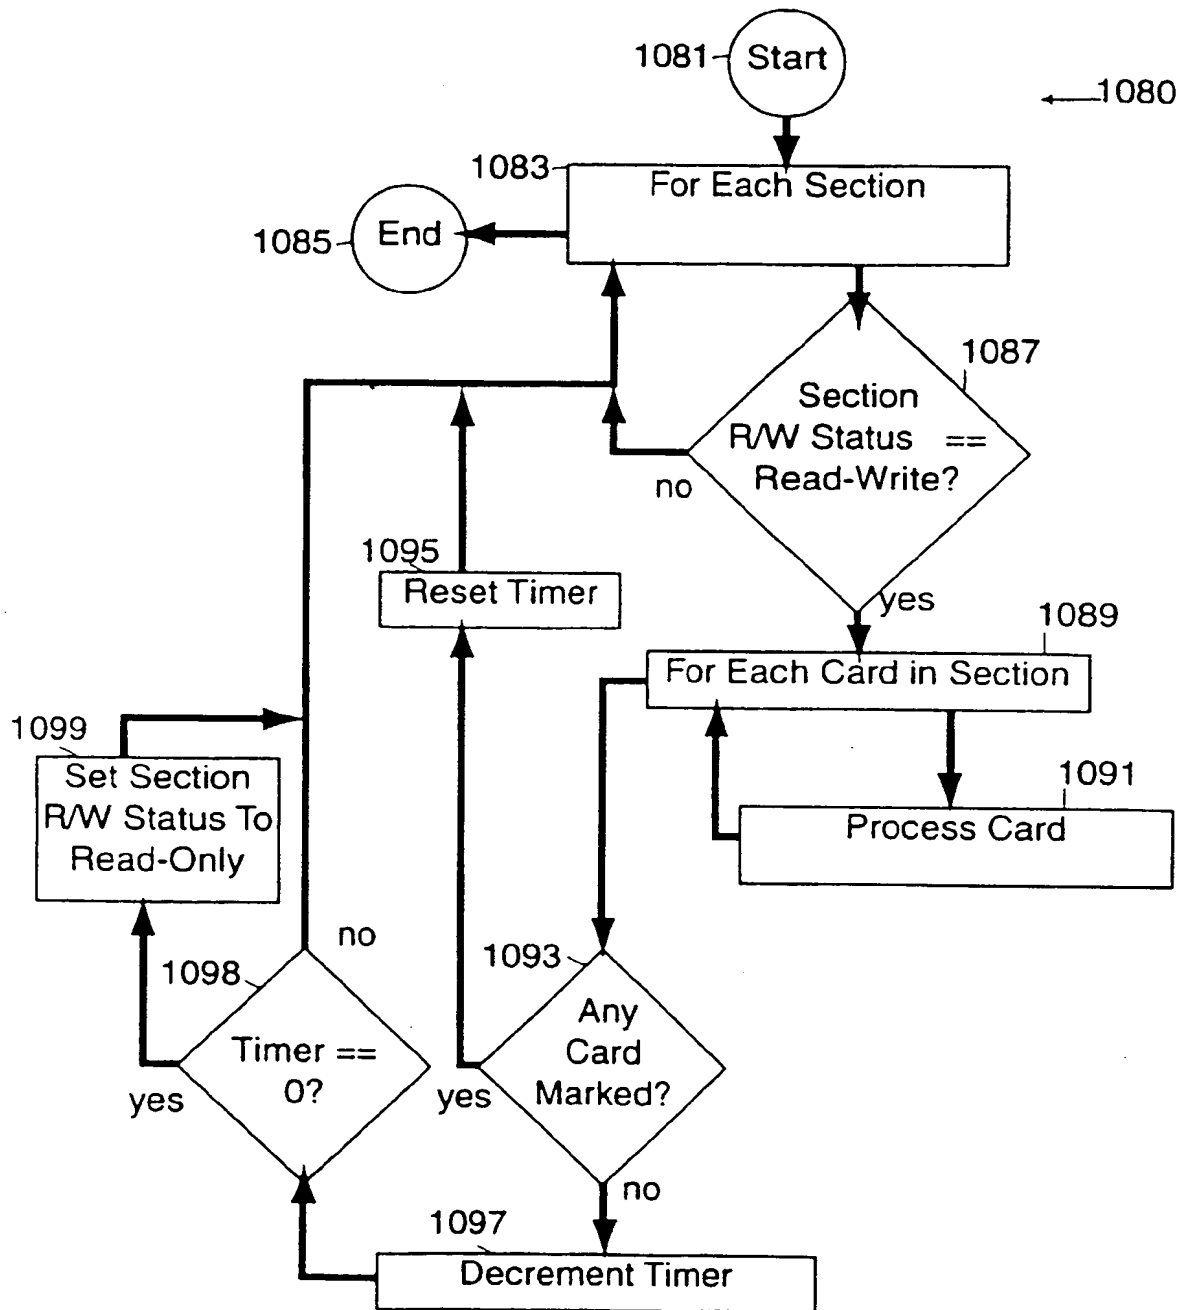 1081
Start
1080
1083
For Each Section
1085
End
1087
Section
R/W Status ==
Read-Write?
no
yes
1095
Reset Timer
1089
For Each Card in Section
1099
Set Section
R/W Status To
Read-Only
1091
Process Card
no
1098
Timer ==
0?
yes
1093
Any
Card
Marked?
yes
no
1097
Decrement Timer